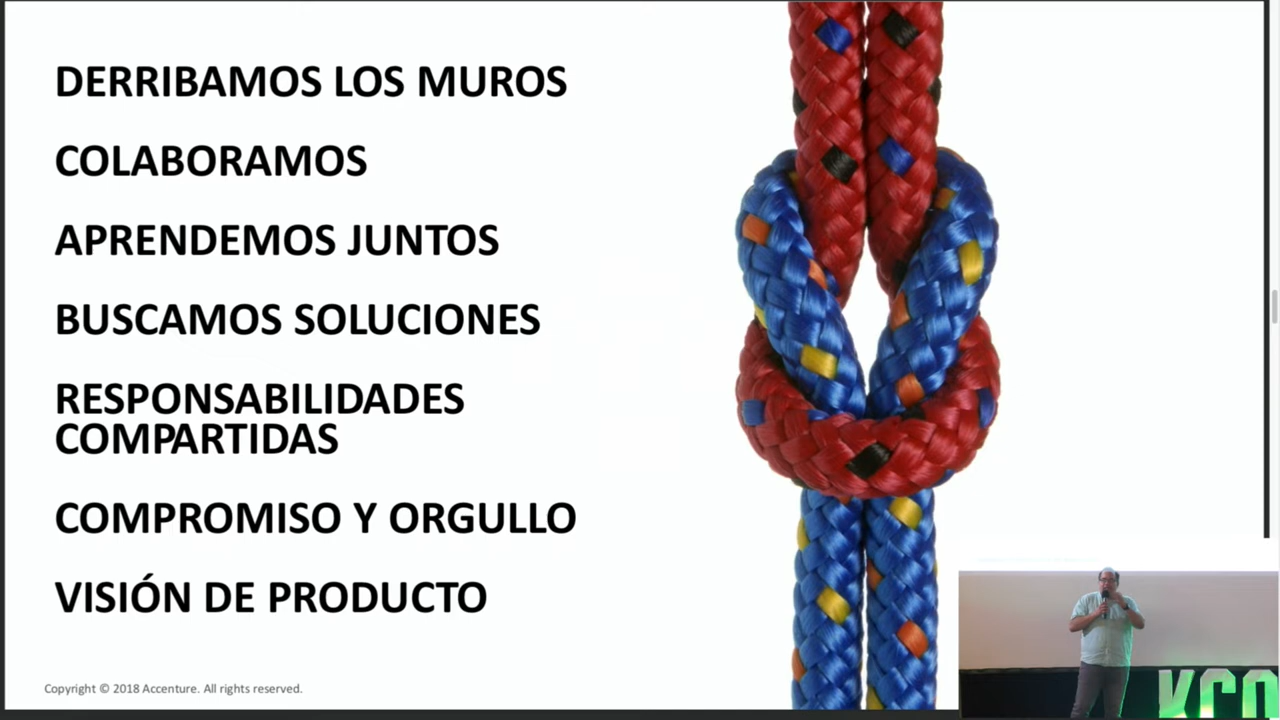 DERRIBAMOS LOS MUROS
COLABORAMOS
APRENDEMOS JUNTOS
BUSCAMOS SOLUCIONES
RESPONSABILIDADES
COMPARTIDAS
COMPROMISO Y ORGULLO
VISIÓN DE PRODUCTO
Copyright © 2018 Accenture. All rights reserved.